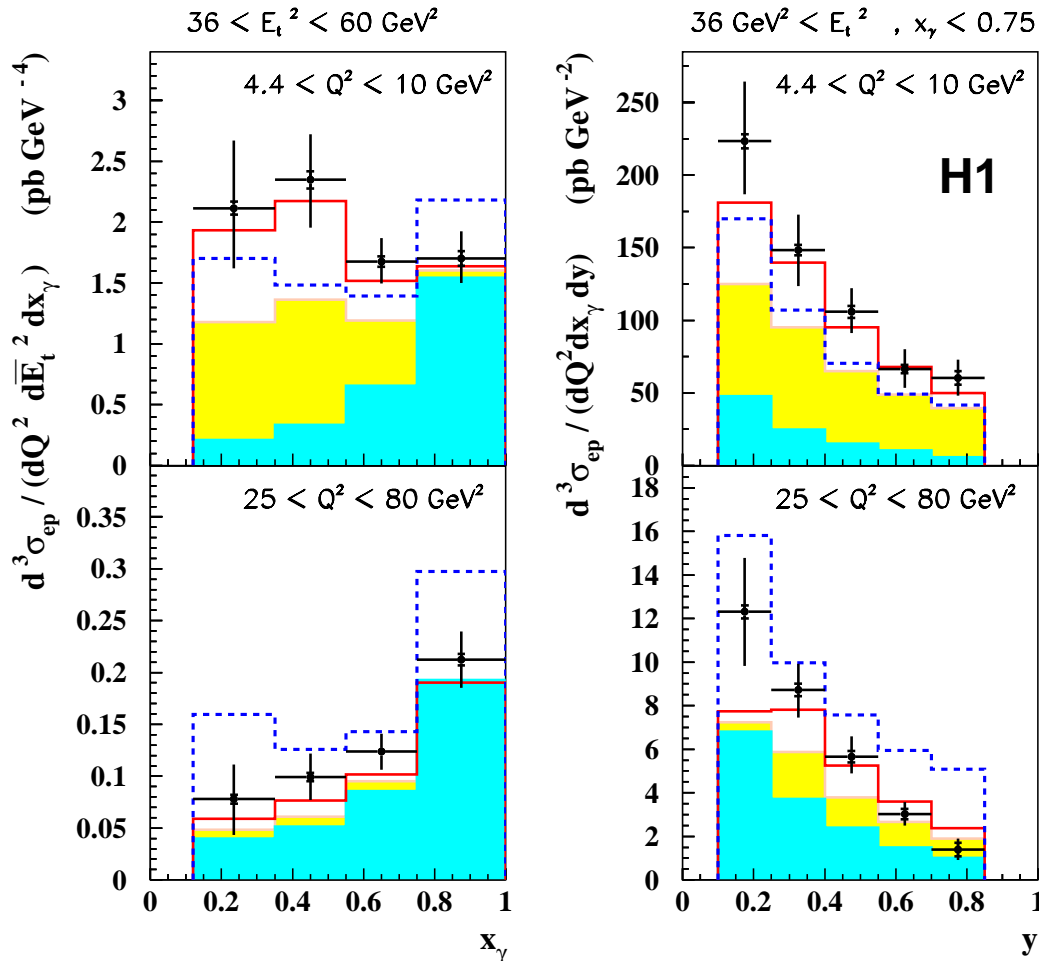 36 < E_t² < 60 GeV²
36 GeV² < E_t² , x_γ < 0.75
d³σ_ep / (dQ² dE̅_t² dx_γ) (pb GeV⁻⁴)
4.4 < Q² < 10 GeV²
3
2.5
2
1.5
1
0.5
0
d³σ_ep / (dQ² dx_γ dy) (pb GeV⁻²)
4.4 < Q² < 10 GeV²
H1
250
200
150
100
50
0
25 < Q² < 80 GeV²
0.35
0.3
0.25
0.2
0.15
0.1
0.05
0
0 0.2 0.4 0.6 0.8 1
x_γ
25 < Q² < 80 GeV²
18
16
14
12
10
8
6
4
2
0
0 0.2 0.4 0.6 0.8 1
y